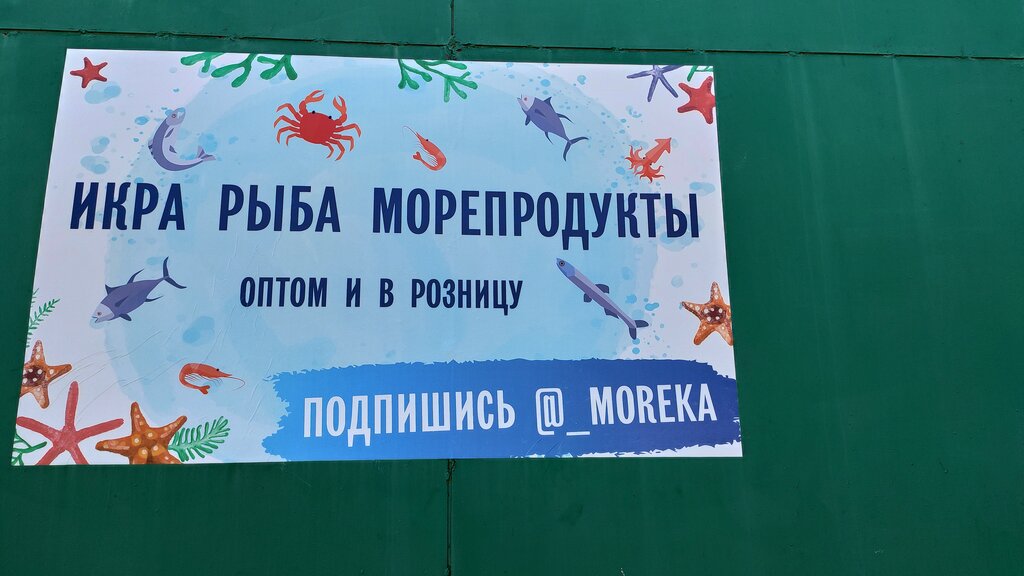 ИКРА РЫБА МОРЕПРОДУКТЫ
ОПТОМ И В РОЗНИЦУ
ПОДПИШИСЬ @_MOREKA